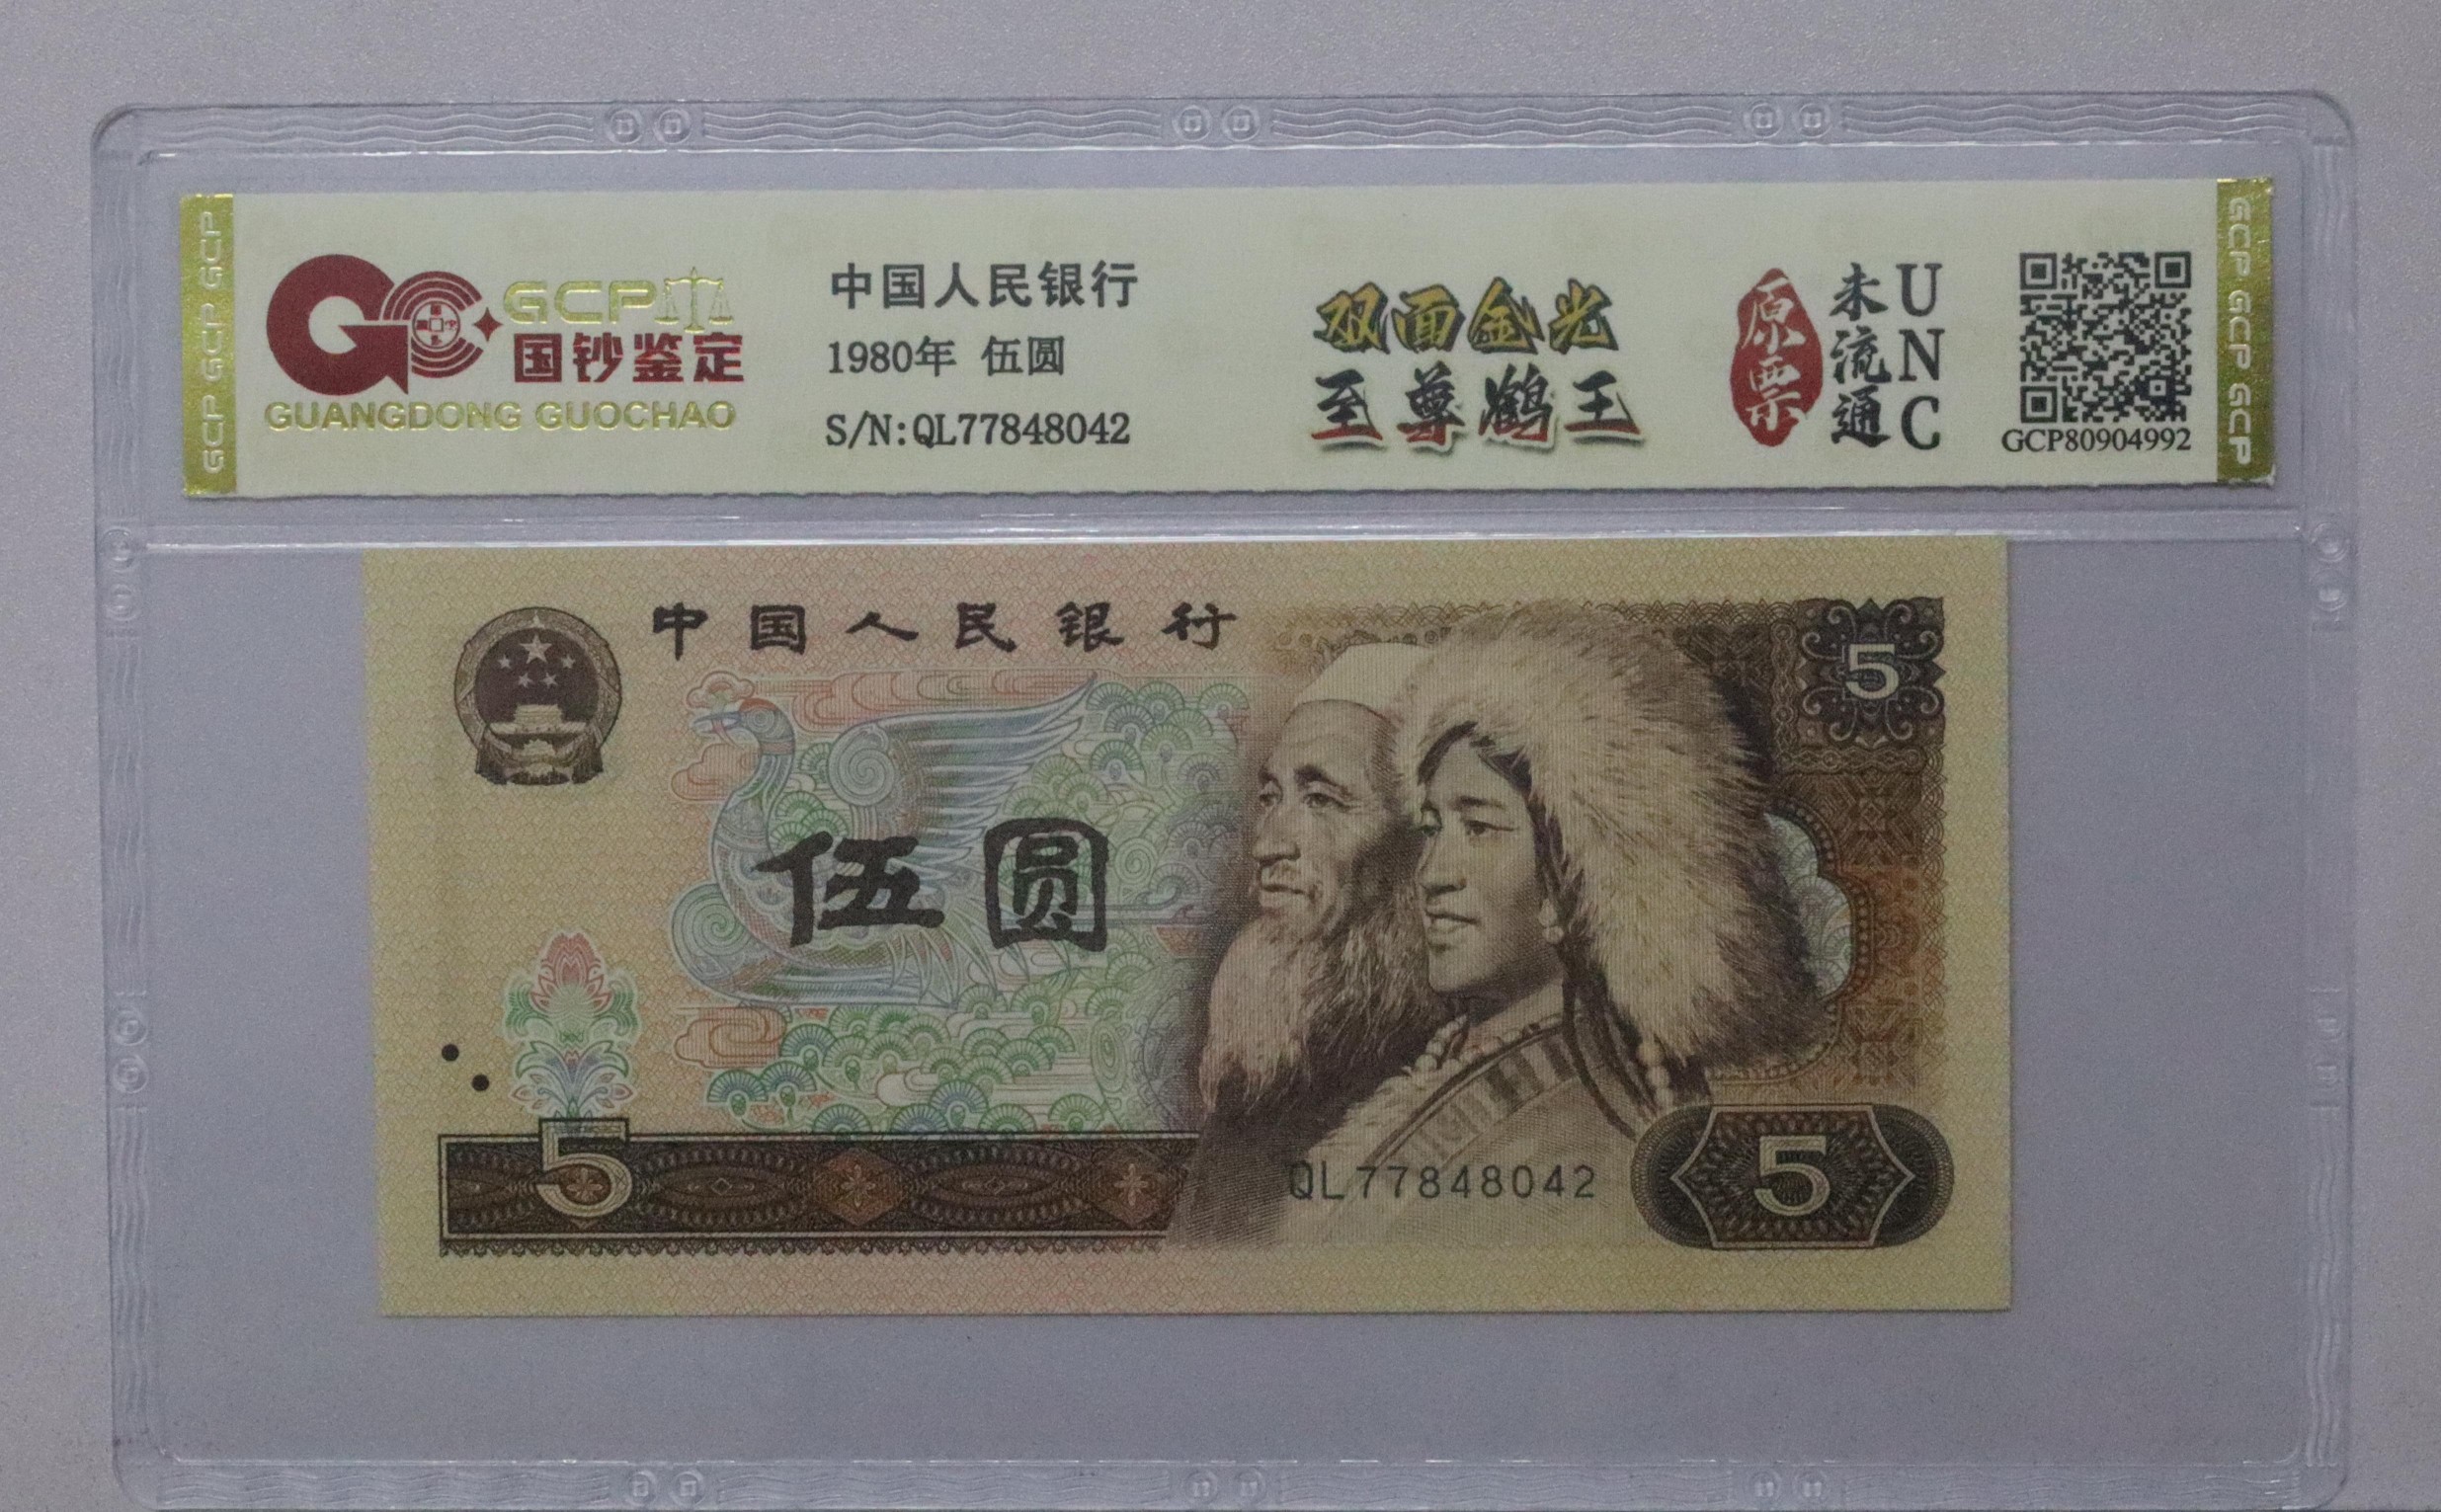 GCP GCP GCP
GCP
国钞鉴定
GUANGDONG GUOCHAO
中国人民银行
1980年 伍圆
S/N:QL77848042
双面金光
至尊鹤王
原票
未流通
UNC
GCP80904992
GCP GCP GCP
中国人民银行
5
伍圆
5
QL77848042
5